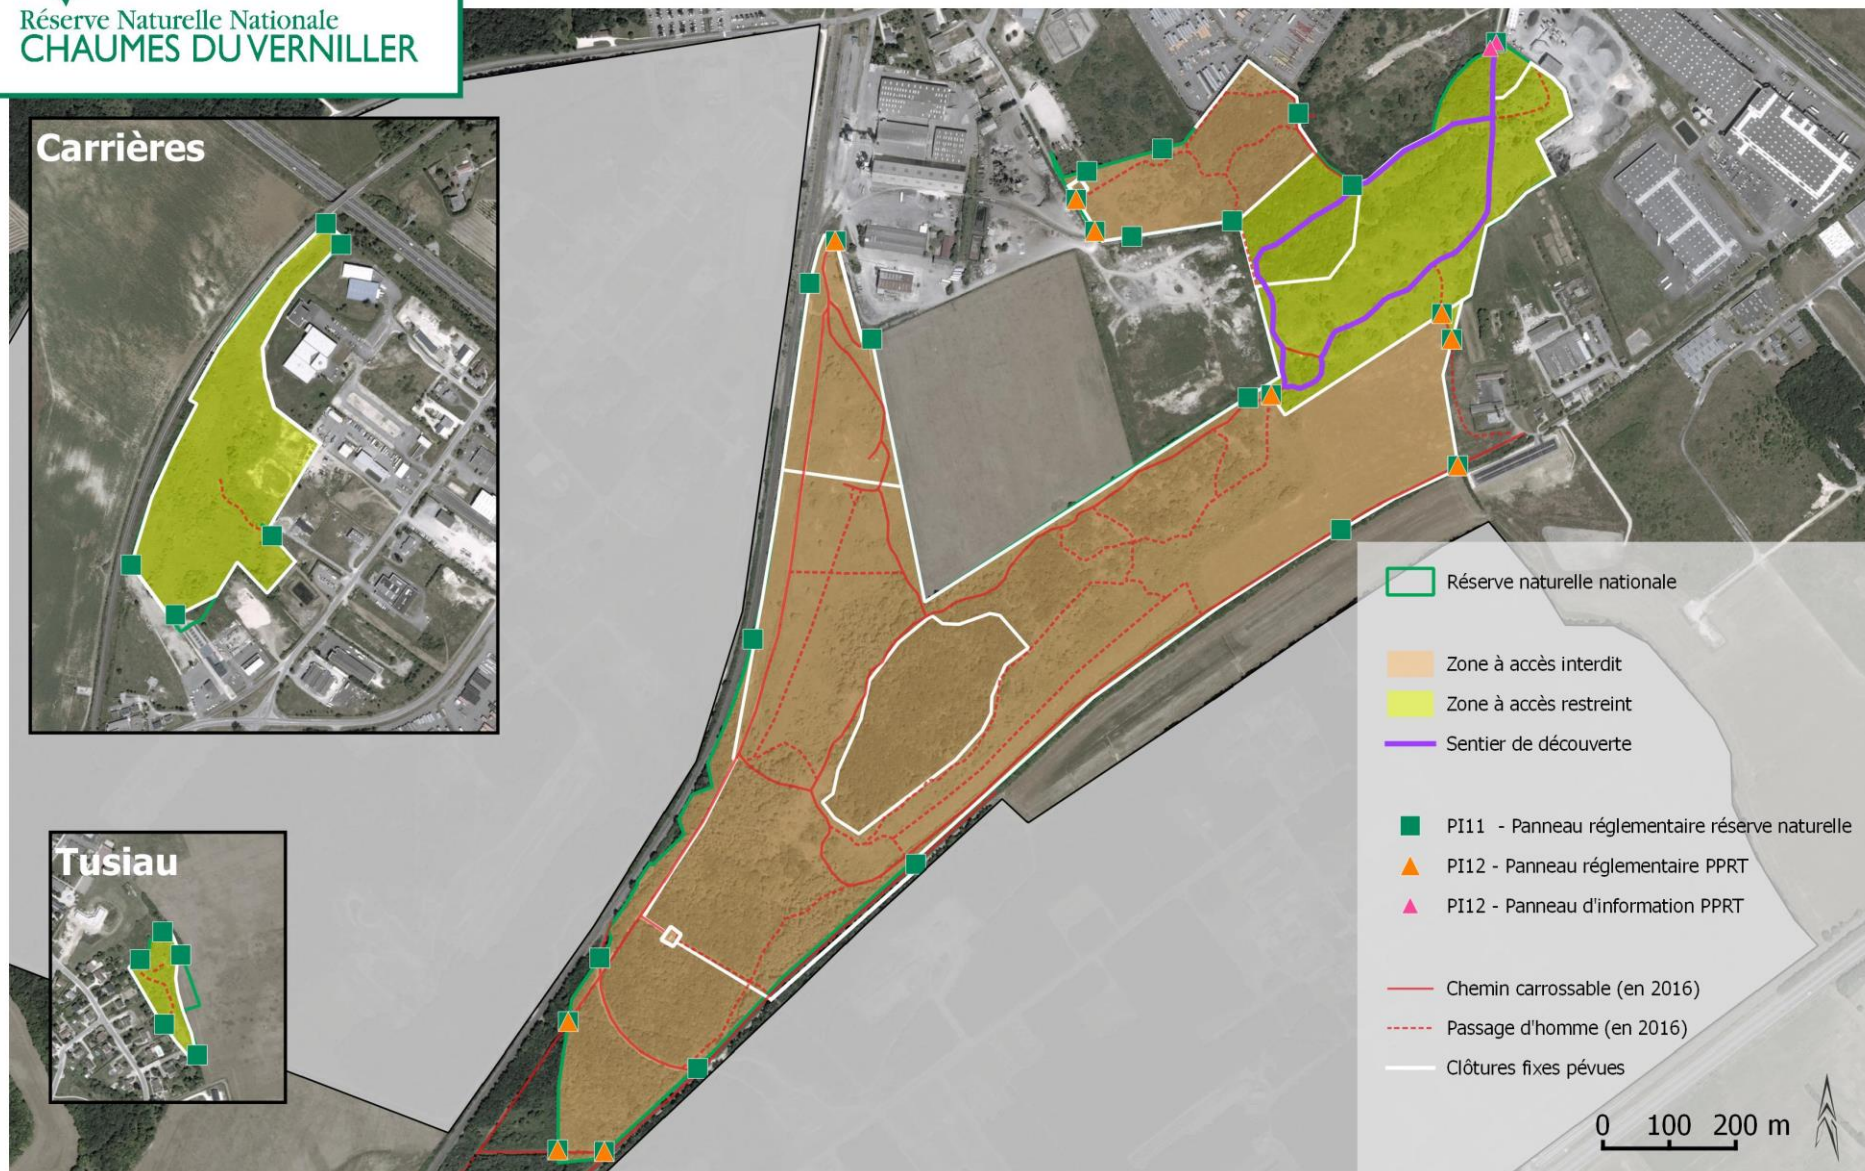 Réserve Naturelle Nationale
CHAUMES DU VERNILLER
Carrières
Tusiau
Réserve naturelle nationale
Zone à accès interdit
Zone à accès restreint
Sentier de découverte
PI11 - Panneau réglementaire réserve naturelle
PI12 - Panneau réglementaire PPRT
PI12 - Panneau d'information PPRT
Chemin carrossable (en 2016)
Passage d'homme (en 2016)
Clôtures fixes pévues
0 100 200 m